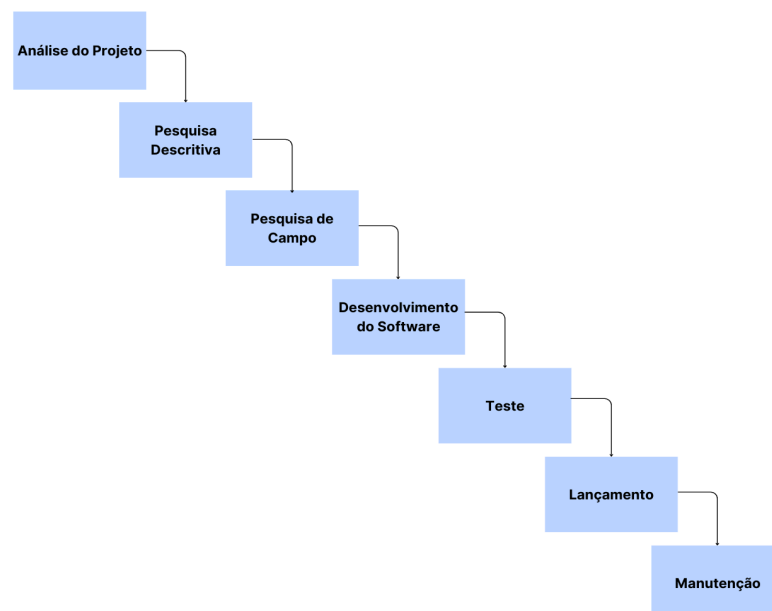 Análise do Projeto
Pesquisa
Descritiva
Pesquisa de
Campo
Desenvolvimento
do Software
Teste
Lançamento
Manutenção